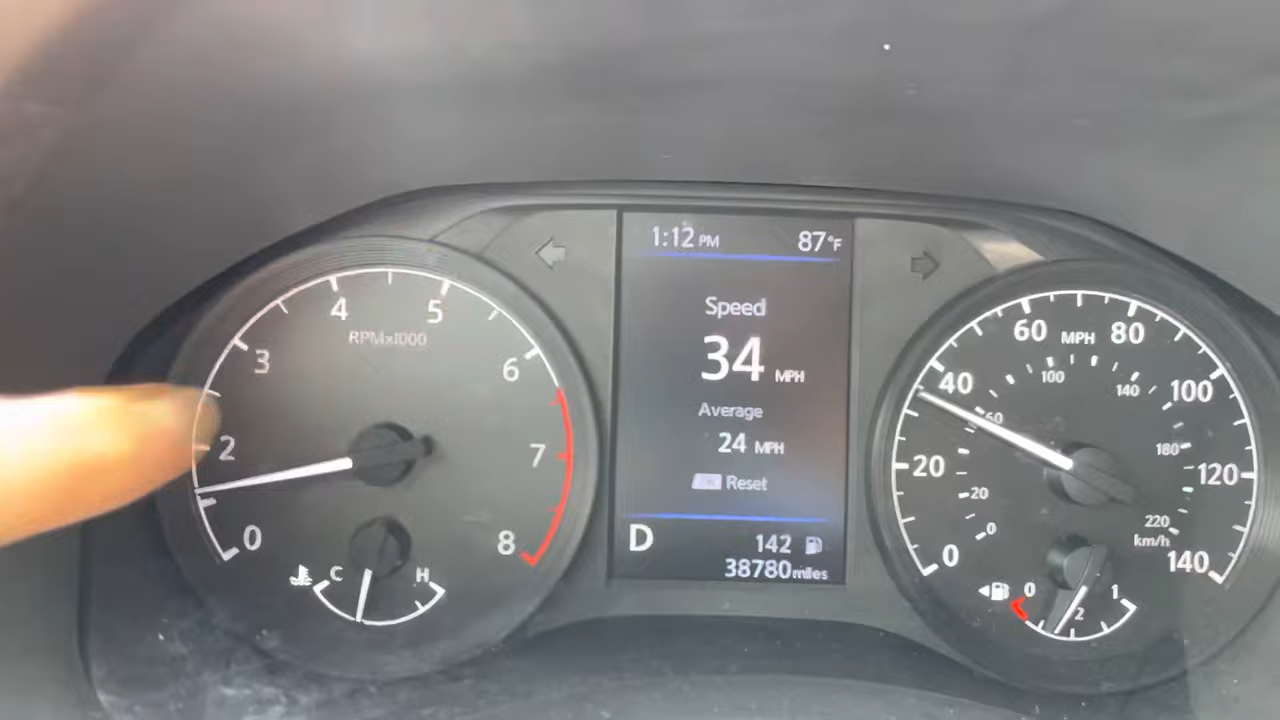 1:12 PM 87°F
Speed
34 MPH
Average
24 MPH
Reset
D
142
38780 miles
RPMx1000
0
2
3
4
5
6
7
8
C H
MPH
0
20
40
60
80
100
120
140
0
20
60
100
140
180
220
km/h
0
2
1